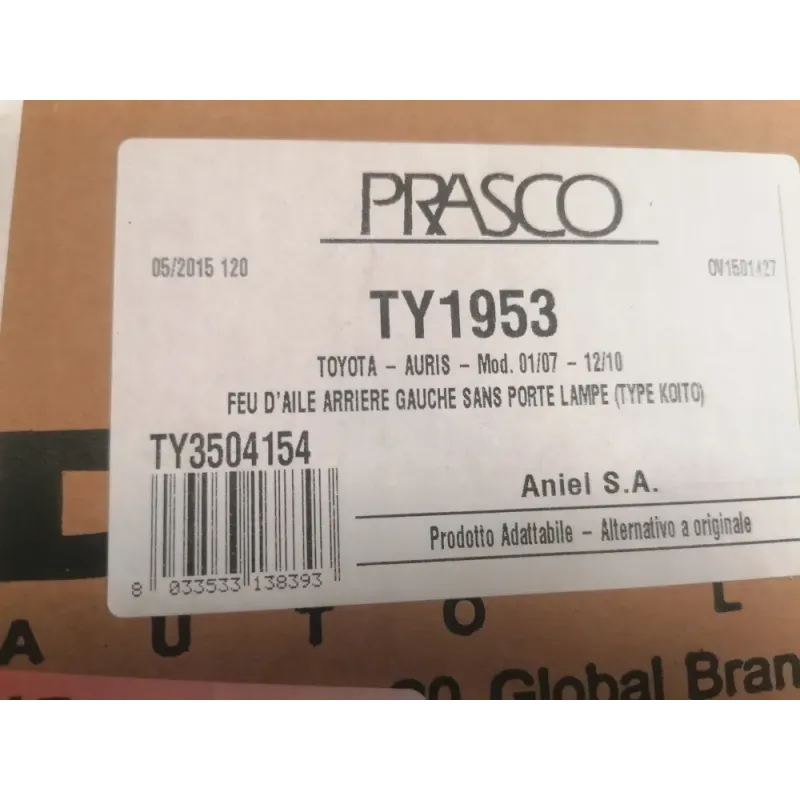 PRASCO
05/2015 120
OV1501427
TY1953
TOYOTA - AURIS - Mod. 01/07 - 12/10
FEU D'AILE ARRIERE GAUCHE SANS PORTE LAMPE (TYPE KOITO)
TY3504154
Aniel S.A.
Prodotto Adattabile - Alternativo a originale
8 033533 138393
A U T O L
Global Bran